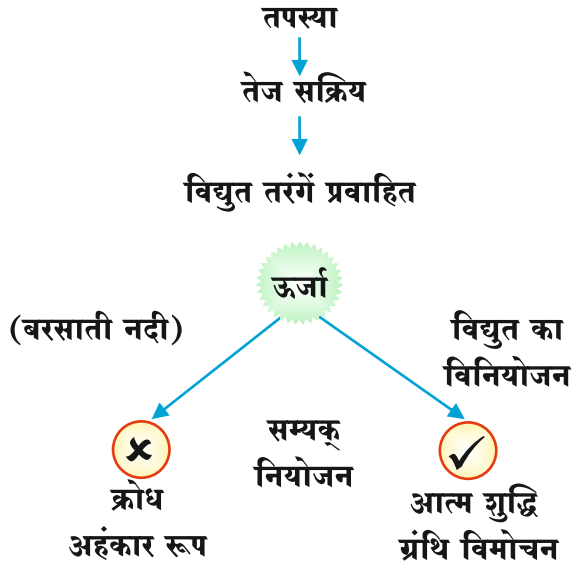 तपस्या
तेज सक्रिय
विद्युत तरंगें प्रवाहित
ऊर्जा
(बरसाती नदी)
विद्युत का
विनियोजन
सम्यक्
नियोजन
क्रोध
अहंकार रूप
आत्म शुद्धि
ग्रंथि विमोचन